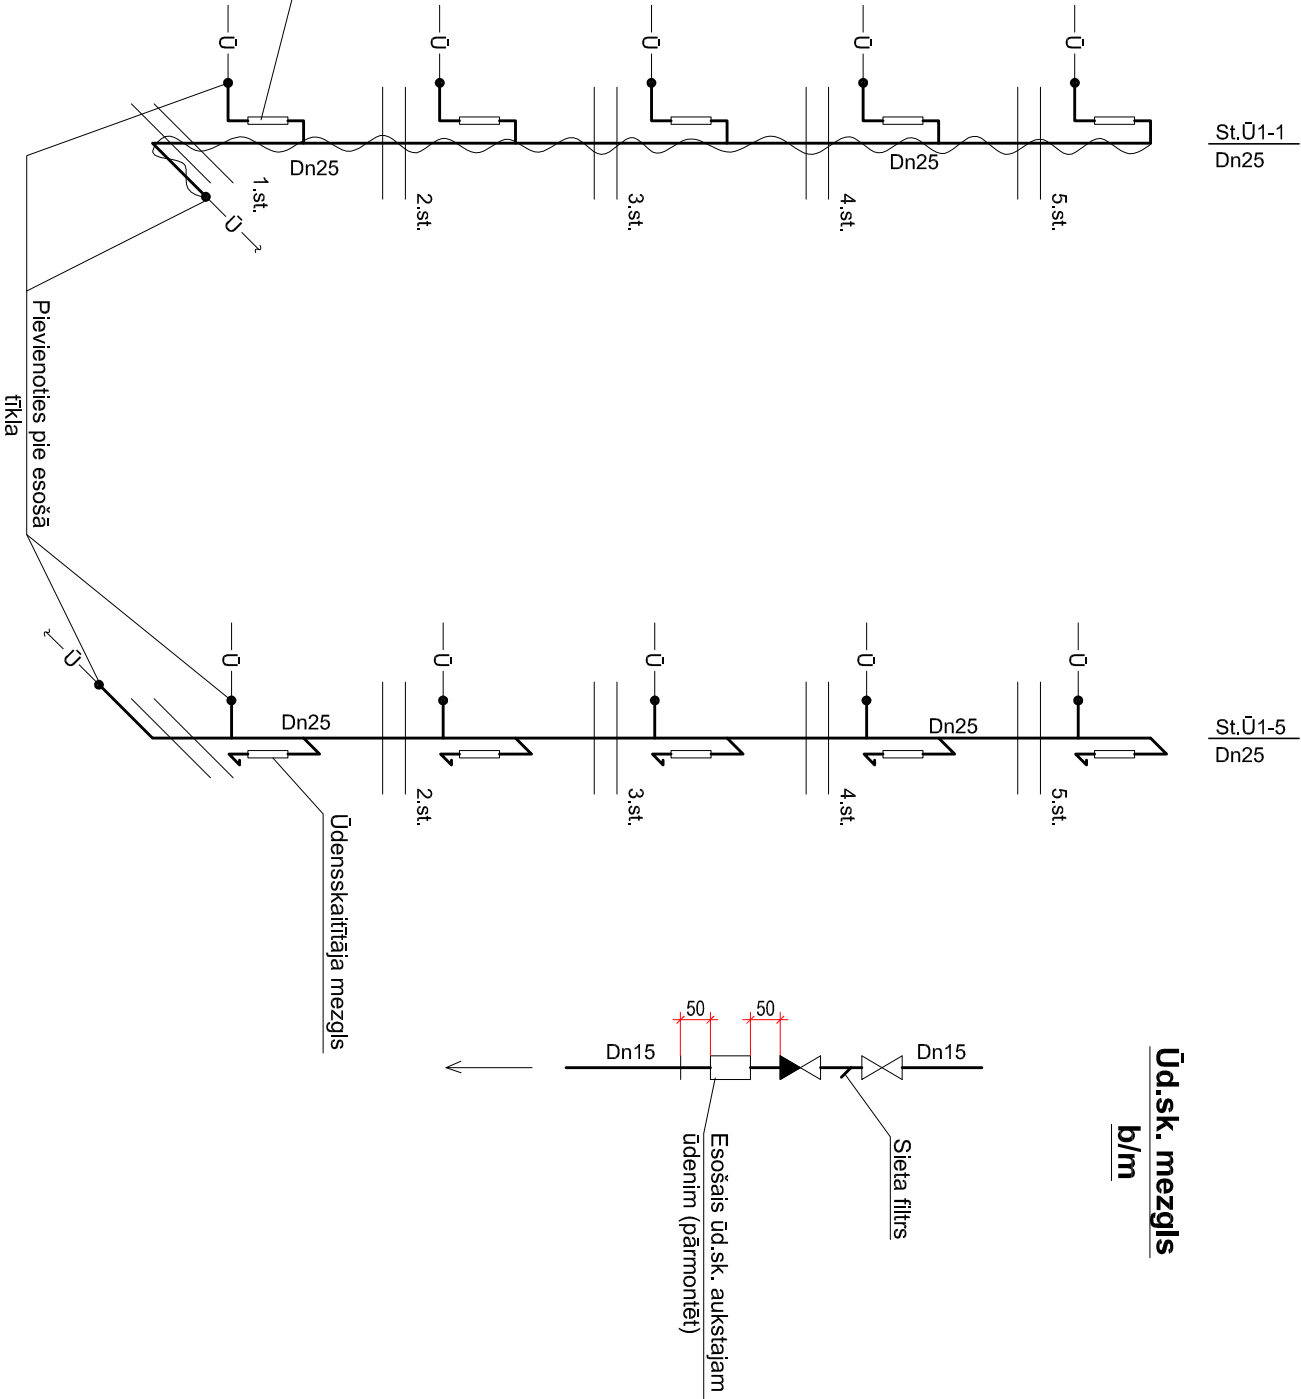 Ū
Ū
Ū
Ū
Ū
St.Ū1-1
Dn25
Dn25
Dn25
1.st.
2.st.
3.st.
4.st.
5.st.
Ū
Pievienoties pie esošā
tīkla
Ū
Ū
Ū
Ū
Ū
Ū
St.Ū1-5
Dn25
Dn25
Dn25
2.st.
3.st.
4.st.
5.st.
Ūdensskaitītāja mezgls
Ūd.sk. mezgls
b/m
50
50
Dn15
Dn15
Sieta filtrs
Esošais ūd.sk. aukstajam
ūdenim (pārmontēt)